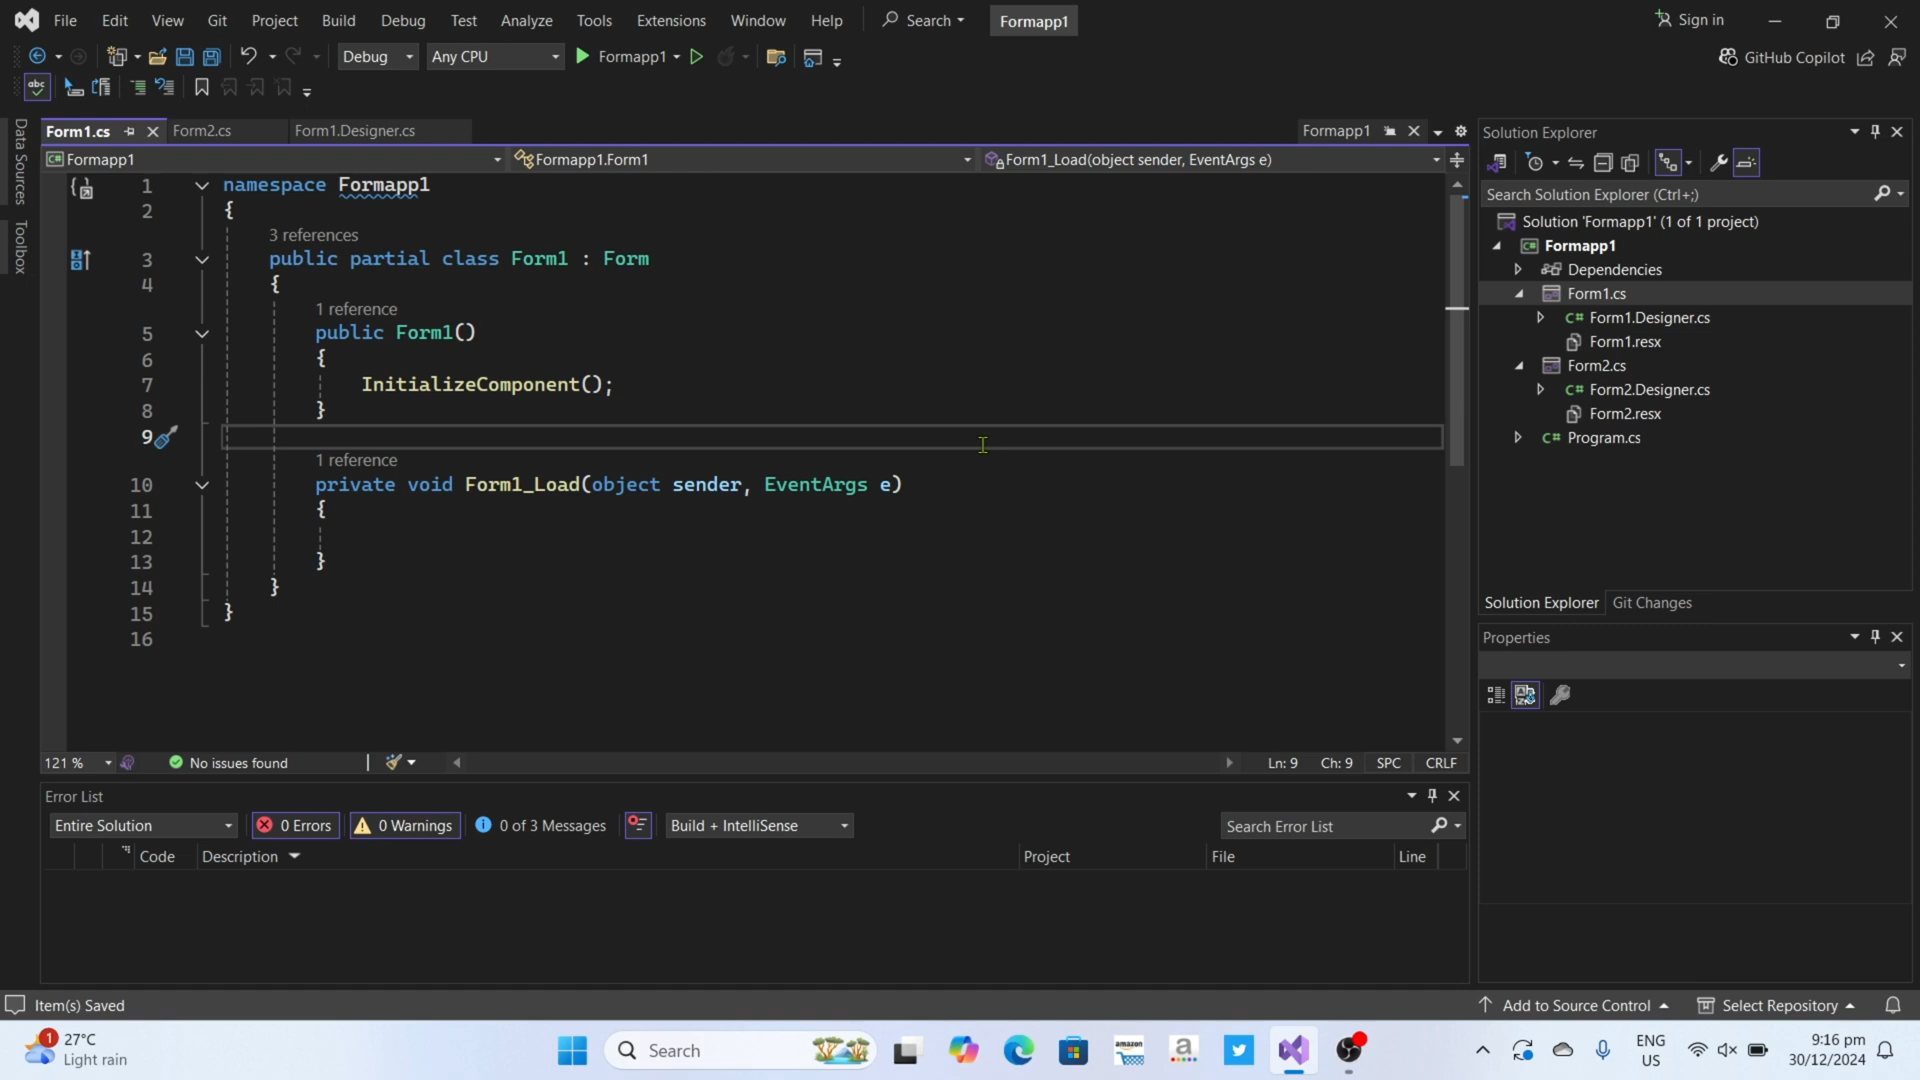 File Edit View Git Project Build Debug Test Analyze Tools Extensions Window Help Search Formapp1 Sign in
Debug Any CPU Formapp1 GitHub Copilot
abc
Data Sources
Toolbox
Form1.cs Form2.cs Form1.Designer.cs Formapp1
C# Formapp1 Formapp1.Form1 Form1_Load(object sender, EventArgs e)
1 namespace Formapp1
2 {
3 references
3 public partial class Form1 : Form
4 {
1 reference
5 public Form1()
6 {
7 InitializeComponent();
8 }
9
1 reference
10 private void Form1_Load(object sender, EventArgs e)
11 {
12
13 }
14 }
15 }
16
121 % No issues found Ln: 9 Ch: 9 SPC CRLF
Error List
Entire Solution 0 Errors 0 Warnings 0 of 3 Messages Build + IntelliSense Search Error List
Code Description Project File Line
Solution Explorer
Search Solution Explorer (Ctrl+;)
Solution 'Formapp1' (1 of 1 project)
C# Formapp1
Dependencies
Form1.cs
C# Form1.Designer.cs
Form1.resx
Form2.cs
C# Form2.Designer.cs
Form2.resx
C# Program.cs
Solution Explorer Git Changes
Properties
Item(s) Saved Add to Source Control Select Repository
1 27°C
Light rain
Search
amazon
a
ENG
US
9:16 pm
30/12/2024